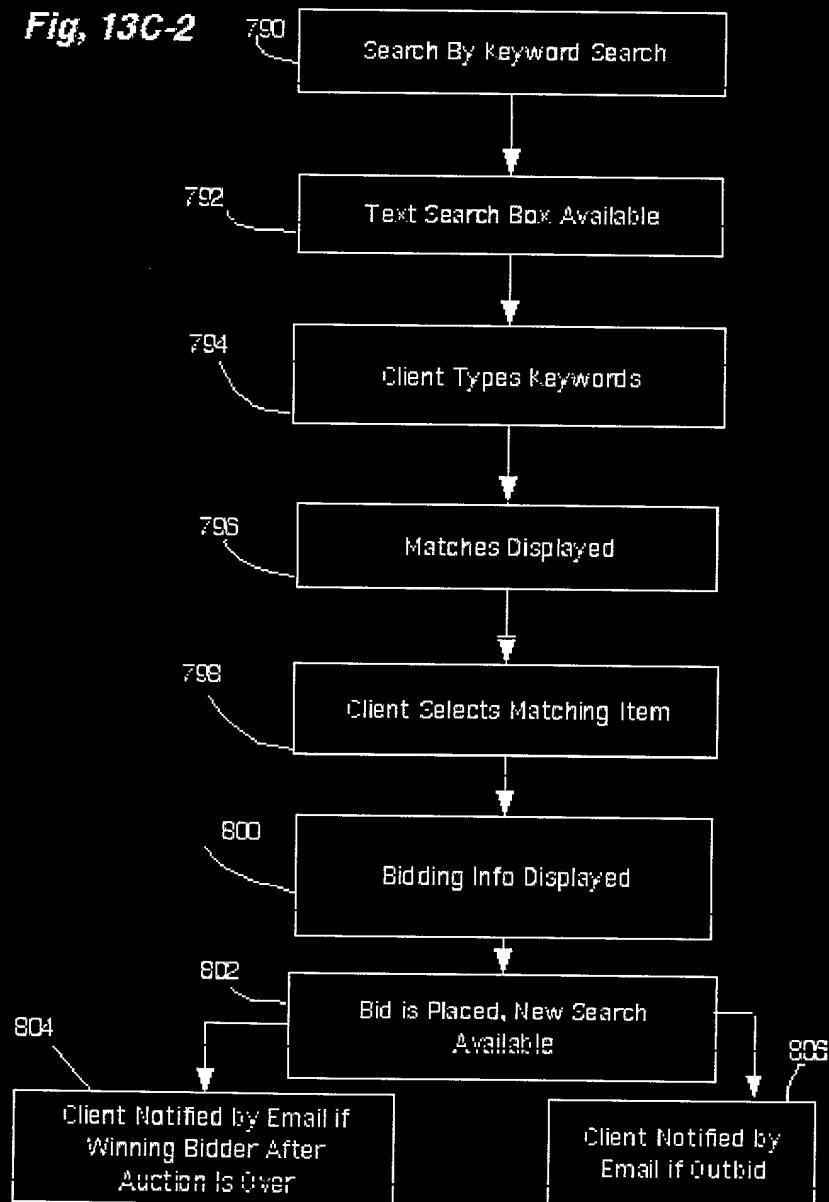 Fig, 13C-2
790
Search By Keyword Search
792
Text Search Box Available
794
Client Types Keywords
796
Matches Displayed
798
Client Selects Matching Item
800
Bidding Info Displayed
802
Bid is Placed, New Search
Available
804
Client Notified by Email if
Winning Bidder After
Auction Is Over
806
Client Notified by
Email if Outbid